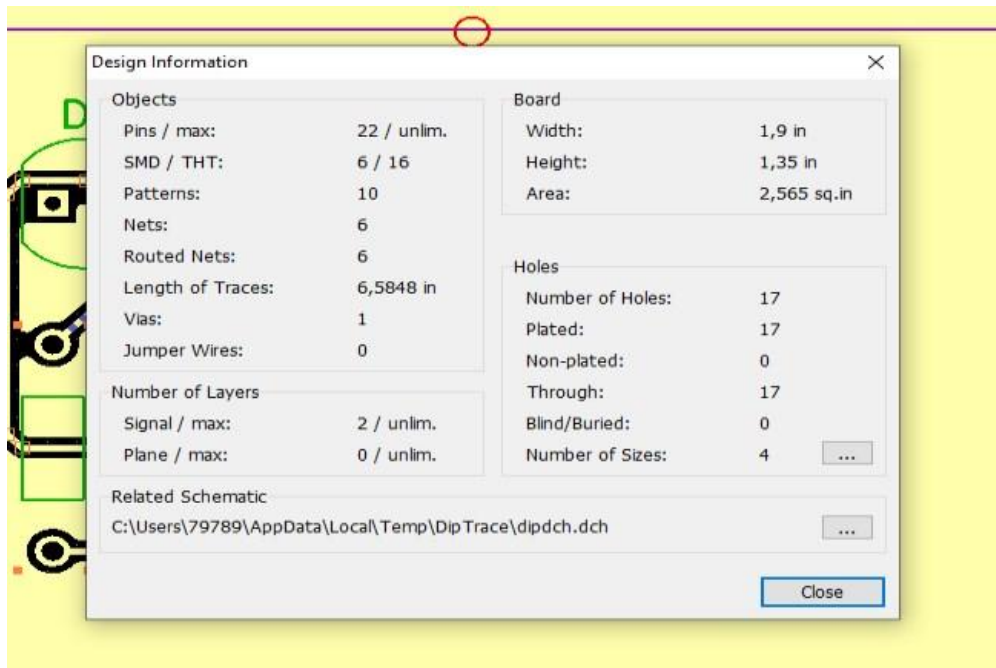 D
Design Information
Objects
Pins / max: 22 / unlim.
SMD / THT: 6 / 16
Patterns: 10
Nets: 6
Routed Nets: 6
Length of Traces: 6,5848 in
Vias: 1
Jumper Wires: 0
Number of Layers
Signal / max: 2 / unlim.
Plane / max: 0 / unlim.
Board
Width: 1,9 in
Height: 1,35 in
Area: 2,565 sq.in
Holes
Number of Holes: 17
Plated: 17
Non-plated: 0
Through: 17
Blind/Buried: 0
Number of Sizes: 4 ...
Related Schematic
C:\Users\79789\AppData\Local\Temp\DipTrace\dipdch.dch ...
Close